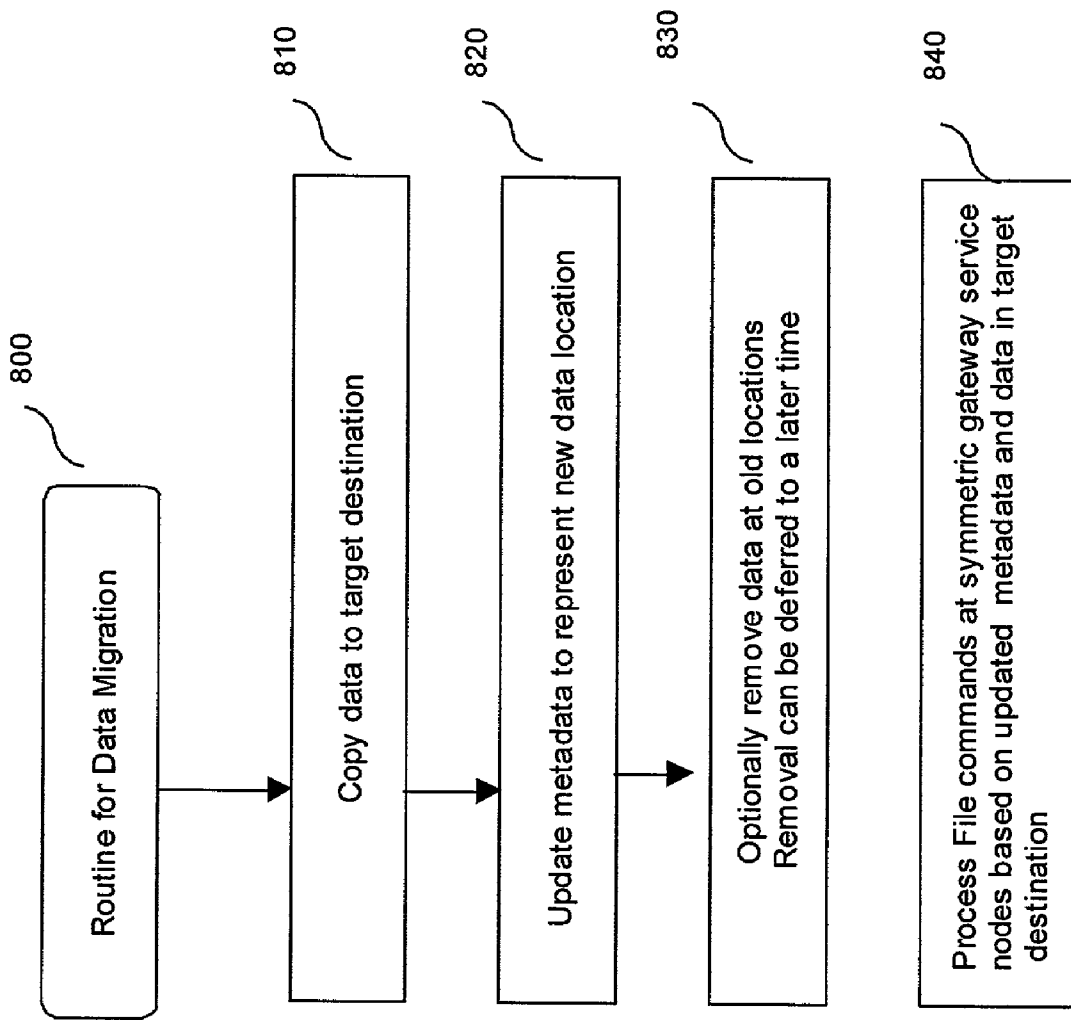 Routine for Data Migration
800
Copy data to target destination
810
Update metadata to represent new data location
820
Optionally remove data at old locations
Removal can be deferred to a later time
830
Process File commands at symmetric gateway service
nodes based on updated metadata and data in target
destination
840